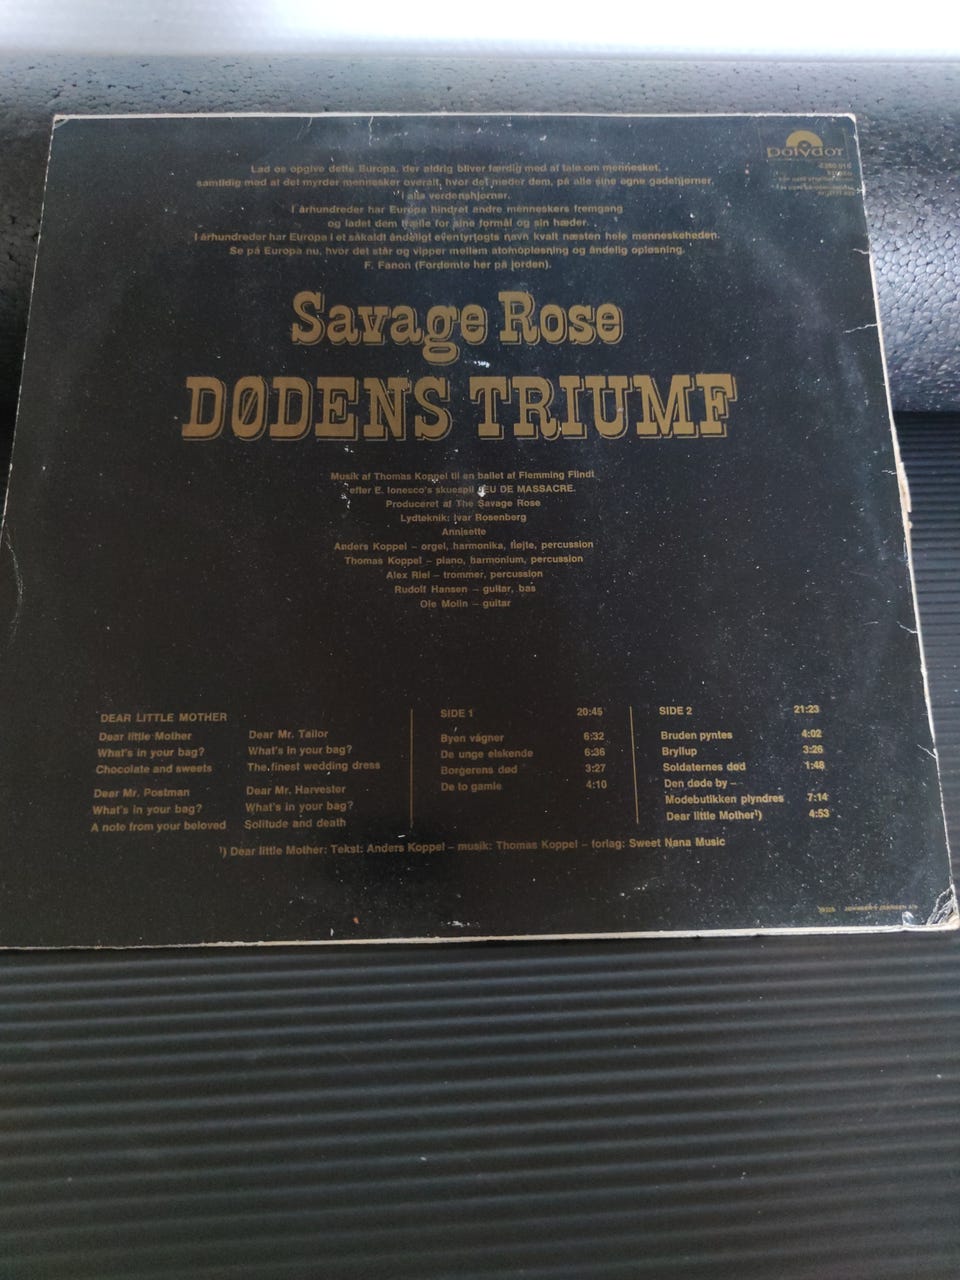 polydor
Lad os opgive dette Europa, der aldrig bliver færdig med at tale om mennesket,
samtidig med at det myrder mennesker overalt, hvor det møder dem, på alle sine egne gadehjørner,
i alle verdenshjørner.
I århundreder har Europa hindret andre menneskers fremgang
og ladet dem trælle for sine formål og sin hæder.
I århundreder har Europa i et såkaldt åndeligt eventyrtogts navn kvalt næsten hele menneskeheden.
Se på Europa nu, hvor det står og vipper mellem atomopløsning og åndelig opløsning.
F. Fanon (Fordømte her på jorden).
Savage Rose
DØDENS TRIUMF
Musik af Thomas Koppel til en ballet af Flemming Flindt
efter E. Ionesco's skuespil JEU DE MASSACRE.
Produceret af The Savage Rose
Lydteknik: Ivar Rosenberg
Annisette
Anders Koppel – orgel, harmonika, fløjte, percussion
Thomas Koppel – piano, harmonium, percussion
Alex Riel – trommer, percussion
Rudolf Hansen – guitar, bas
Ole Molin – guitar
DEAR LITTLE MOTHER
Dear little Mother
What's in your bag?
Chocolate and sweets
Dear Mr. Postman
What's in your bag?
A note from your beloved
Dear Mr. Tailor
What's in your bag?
The finest wedding dress
Dear Mr. Harvester
What's in your bag?
Solitude and death
SIDE 1 20:45
Byen vågner 6:32
De unge elskende 6:36
Borgerens død 3:27
De to gamle 4:10
SIDE 2 21:23
Bruden pyntes 4:02
Bryllup 3:26
Soldaternes død 1:48
Den døde by –
Modebutikken plyndres 7:14
Dear little Mother¹) 4:53
¹) Dear little Mother: Tekst: Anders Koppel – musik: Thomas Koppel – forlag: Sweet Nana Music